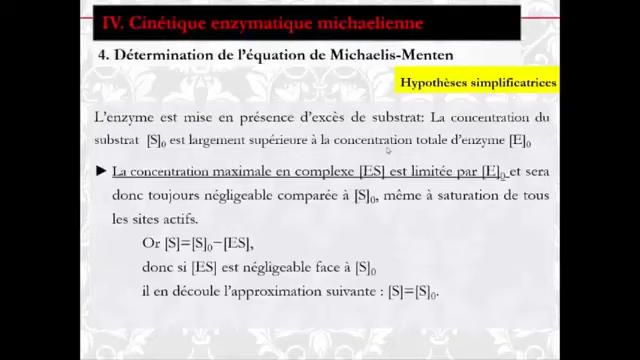 IV. Cinétique enzymatique michaelienne
4. Détermination de l'équation de Michaelis-Menten
Hypothèses simplificatrices
L'enzyme est mise en présence d'excès de substrat: La concentration du
substrat [S]₀ est largement supérieure à la concentration totale d'enzyme [E]₀
► La concentration maximale en complexe [ES] est limitée par [E]₀ et sera
donc toujours négligeable comparée à [S]₀, même à saturation de tous
les sites actifs.
Or [S]=[S]₀−[ES],
donc si [ES] est négligeable face à [S]₀
il en découle l'approximation suivante : [S]=[S]₀.